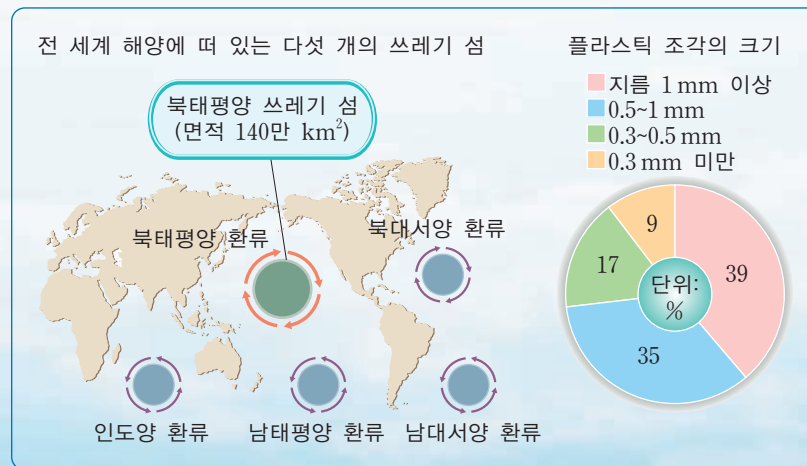 전 세계 해양에 떠 있는 다섯 개의 쓰레기 섬
북태평양 쓰레기 섬
(면적 140만 km²)
북태평양 환류
북대서양 환류
인도양 환류
남태평양 환류
남대서양 환류
플라스틱 조각의 크기
지름 1 mm 이상
0.5~1 mm
0.3~0.5 mm
0.3 mm 미만
9
17
39
단위:
%
35